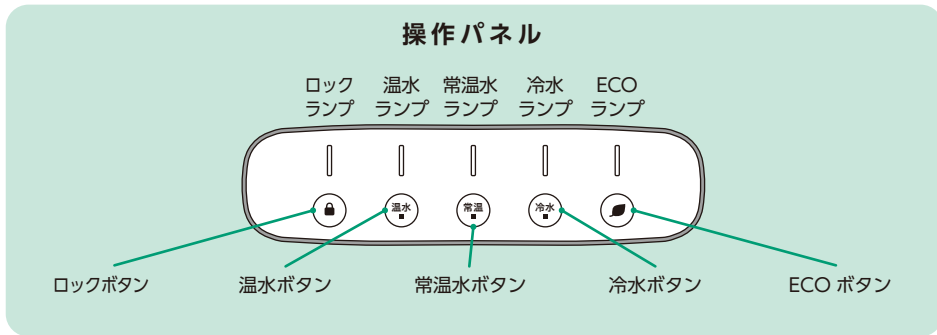 操作パネル
ロック
ランプ
温水
ランプ
常温水
ランプ
冷水
ランプ
ECO
ランプ
温水
常温
冷水
ロックボタン
温水ボタン
常温水ボタン
冷水ボタン
ECO ボタン